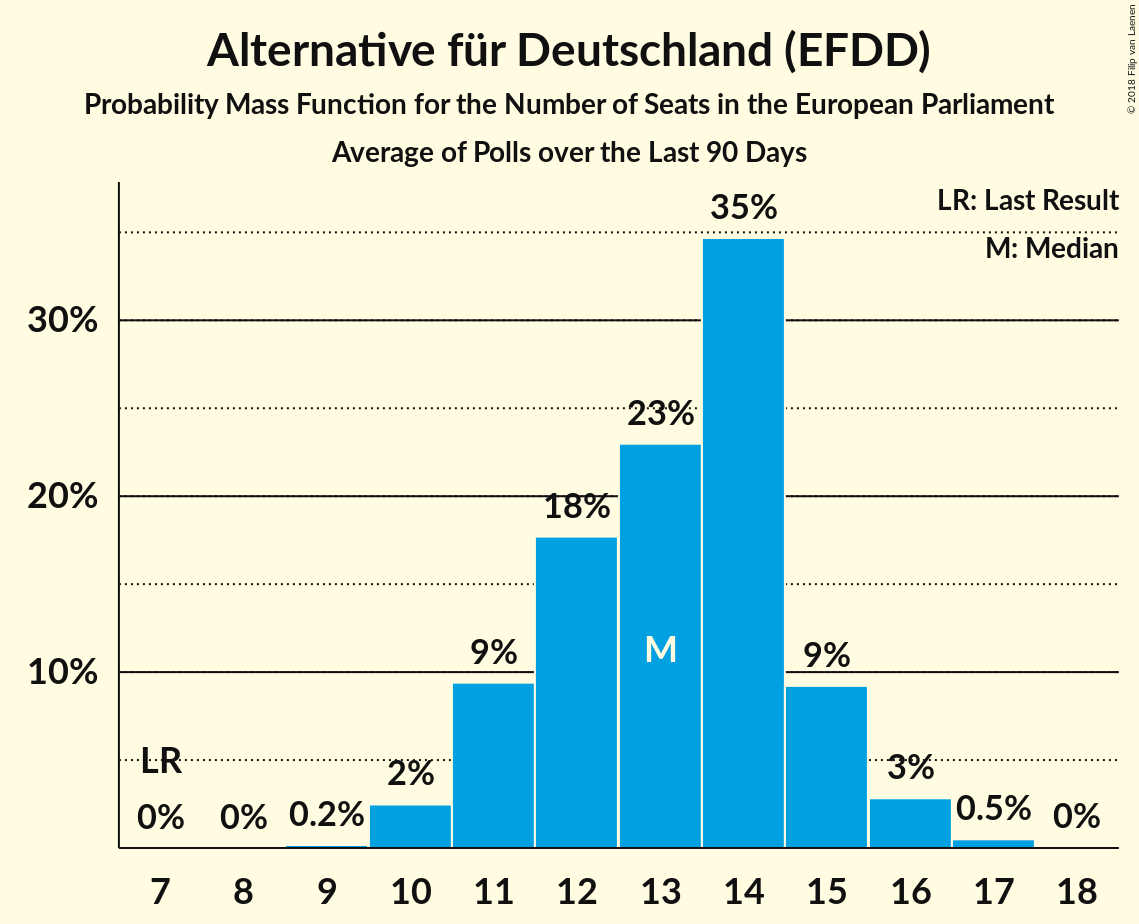 Alternative für Deutschland (EFDD)
Probability Mass Function for the Number of Seats in the European Parliament
Average of Polls over the Last 90 Days
© 2018 Filip van Laenen
LR: Last Result
M: Median
35%
30%
23%
20%
18%
M
10%
9%
9%
LR
2%
3%
0%
0%
0.2%
0.5%
0%
7 8 9 10 11 12 13 14 15 16 17 18